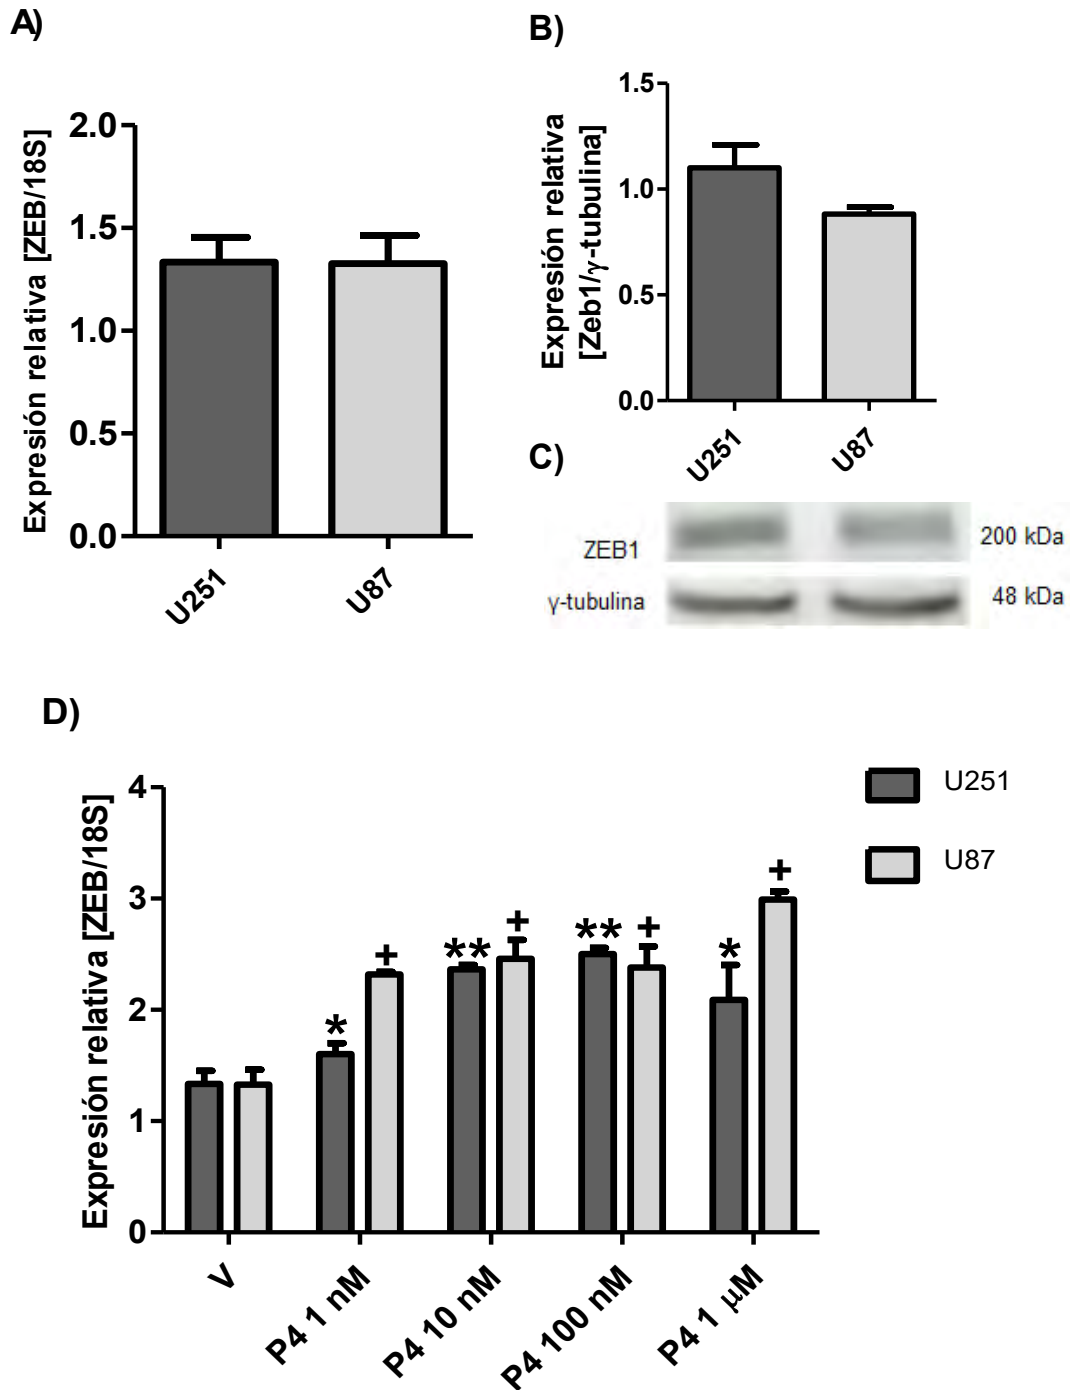 A)
Expresión relativa [ZEB/18S]
2.0
1.5
1.0
0.5
0.0
U251
U87
B)
Expresión relativa
[Zeb1/γ-tubulina]
1.5
1.0
0.5
0.0
U251
U87
C)
ZEB1
200 kDa
γ-tubulina
48 kDa
D)
Expresión relativa [ZEB/18S]
4
3
2
1
0
*
+
**
+
**
+
*
+
V
P4 1 nM
P4 10 nM
P4 100 nM
P4 1 μM
U251
U87